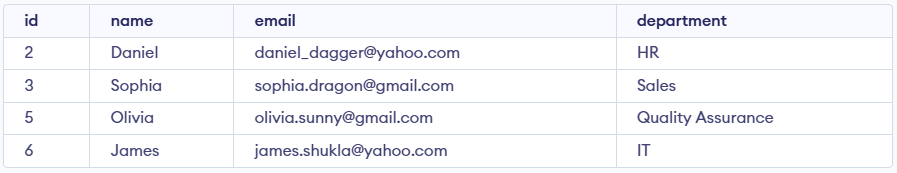 id name email department
2 Daniel daniel_dagger@yahoo.com HR
3 Sophia sophia.dragon@gmail.com Sales
5 Olivia olivia.sunny@gmail.com Quality Assurance
6 James james.shukla@yahoo.com IT